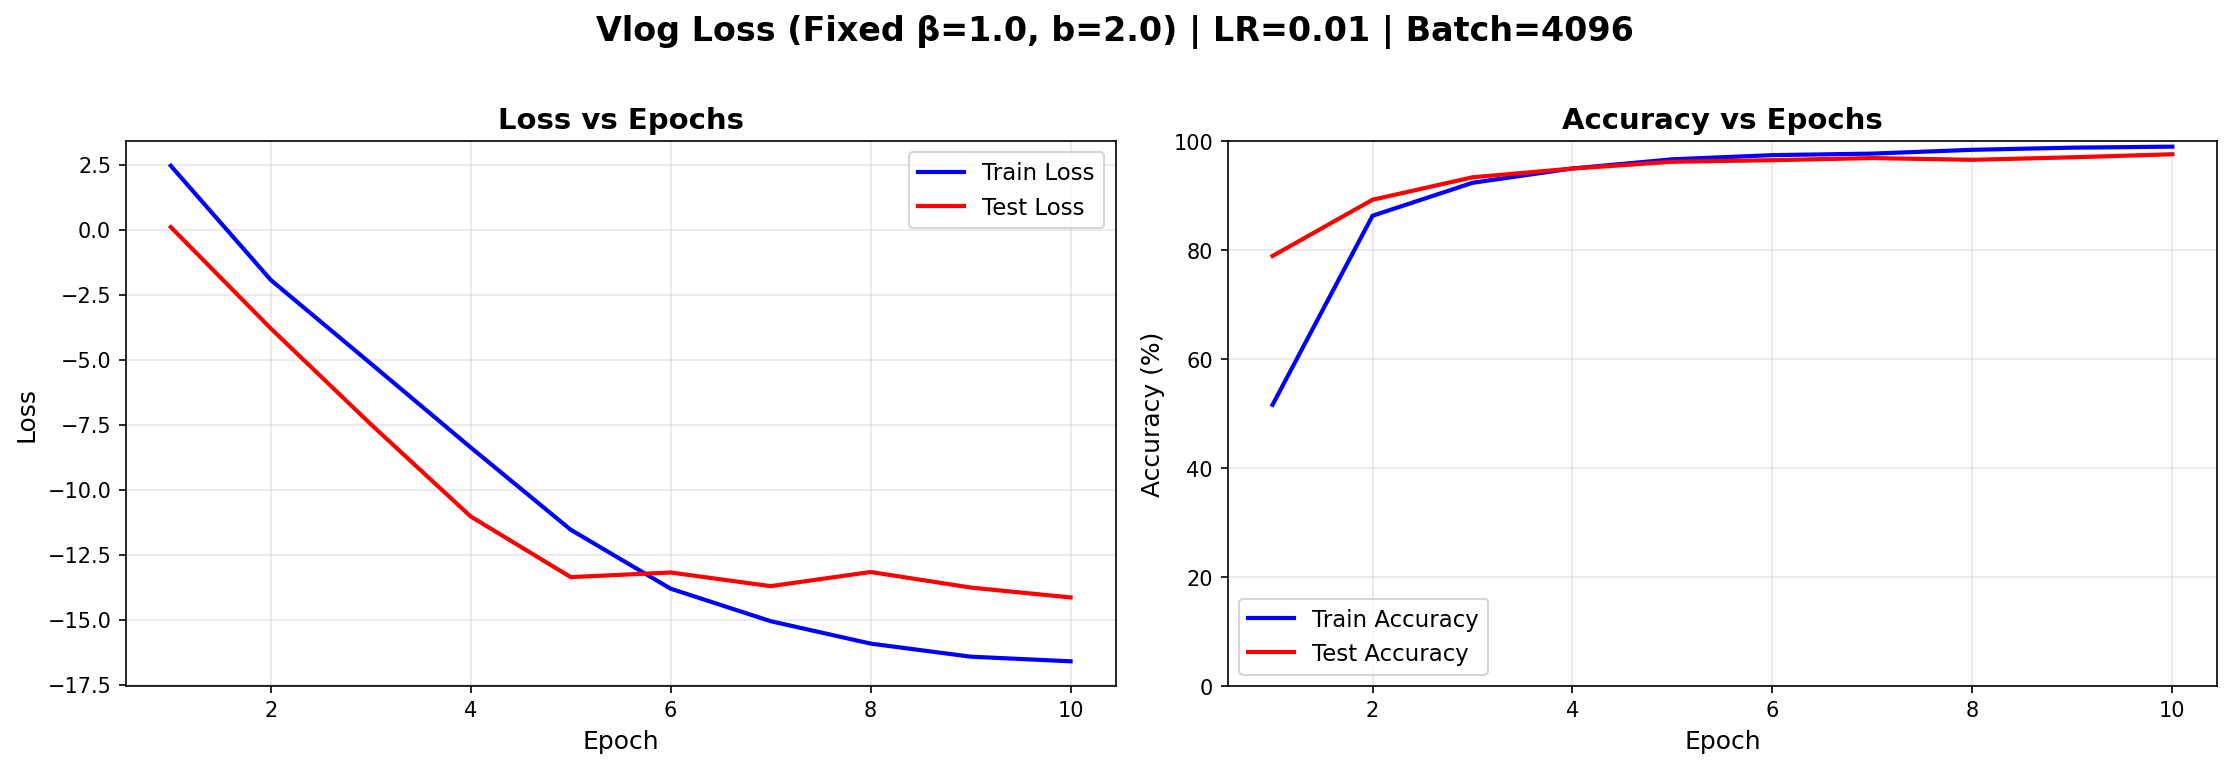 Vlog Loss (Fixed β=1.0, b=2.0) | LR=0.01 | Batch=4096
Loss vs Epochs
2.5
0.0
−2.5
−5.0
−7.5
−10.0
−12.5
−15.0
−17.5
Loss
Train Loss
Test Loss
2
4
6
8
10
Epoch
Accuracy vs Epochs
100
80
60
40
20
0
Accuracy (%)
Train Accuracy
Test Accuracy
2
4
6
8
10
Epoch